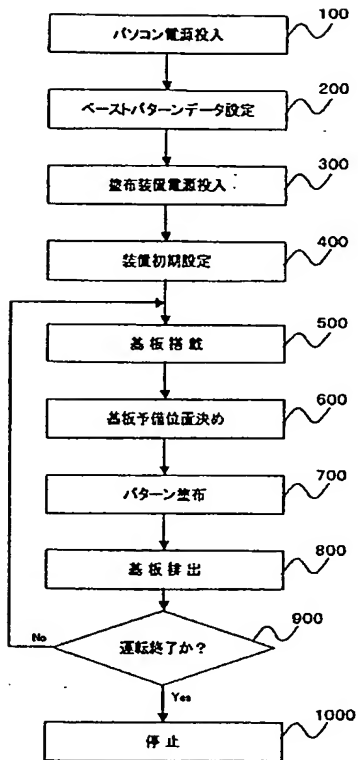 パソコン電源投入
100
ペーストパターンデータ設定
200
塗布装置電源投入
300
装置初期設定
400
基板搭載
500
基板予備位置決め
600
パターン塗布
700
基板排出
800
運転終了か？
900
No
Yes
停止
1000